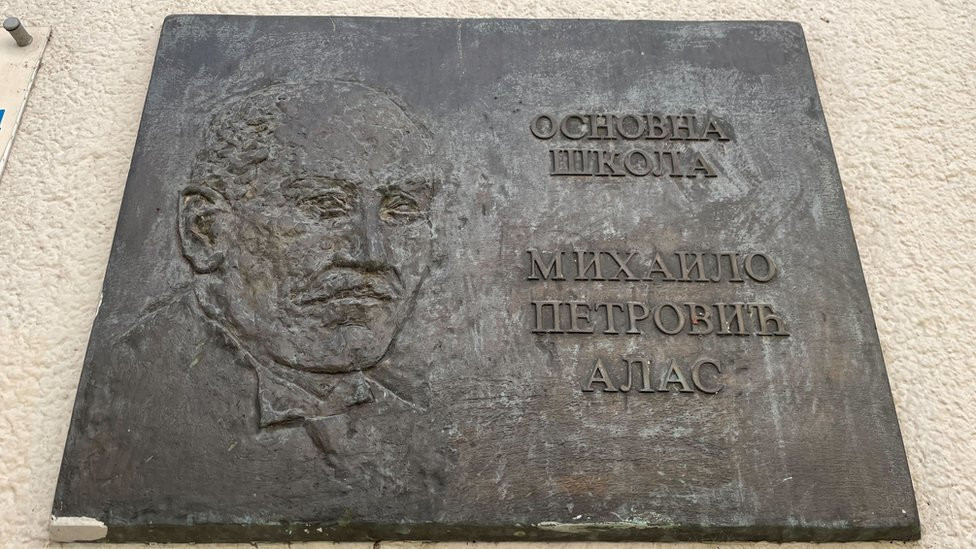 ОСНОВНА
ШКОЛА
МИХАИЛО
ПЕТРОВИЋ
АЛАС